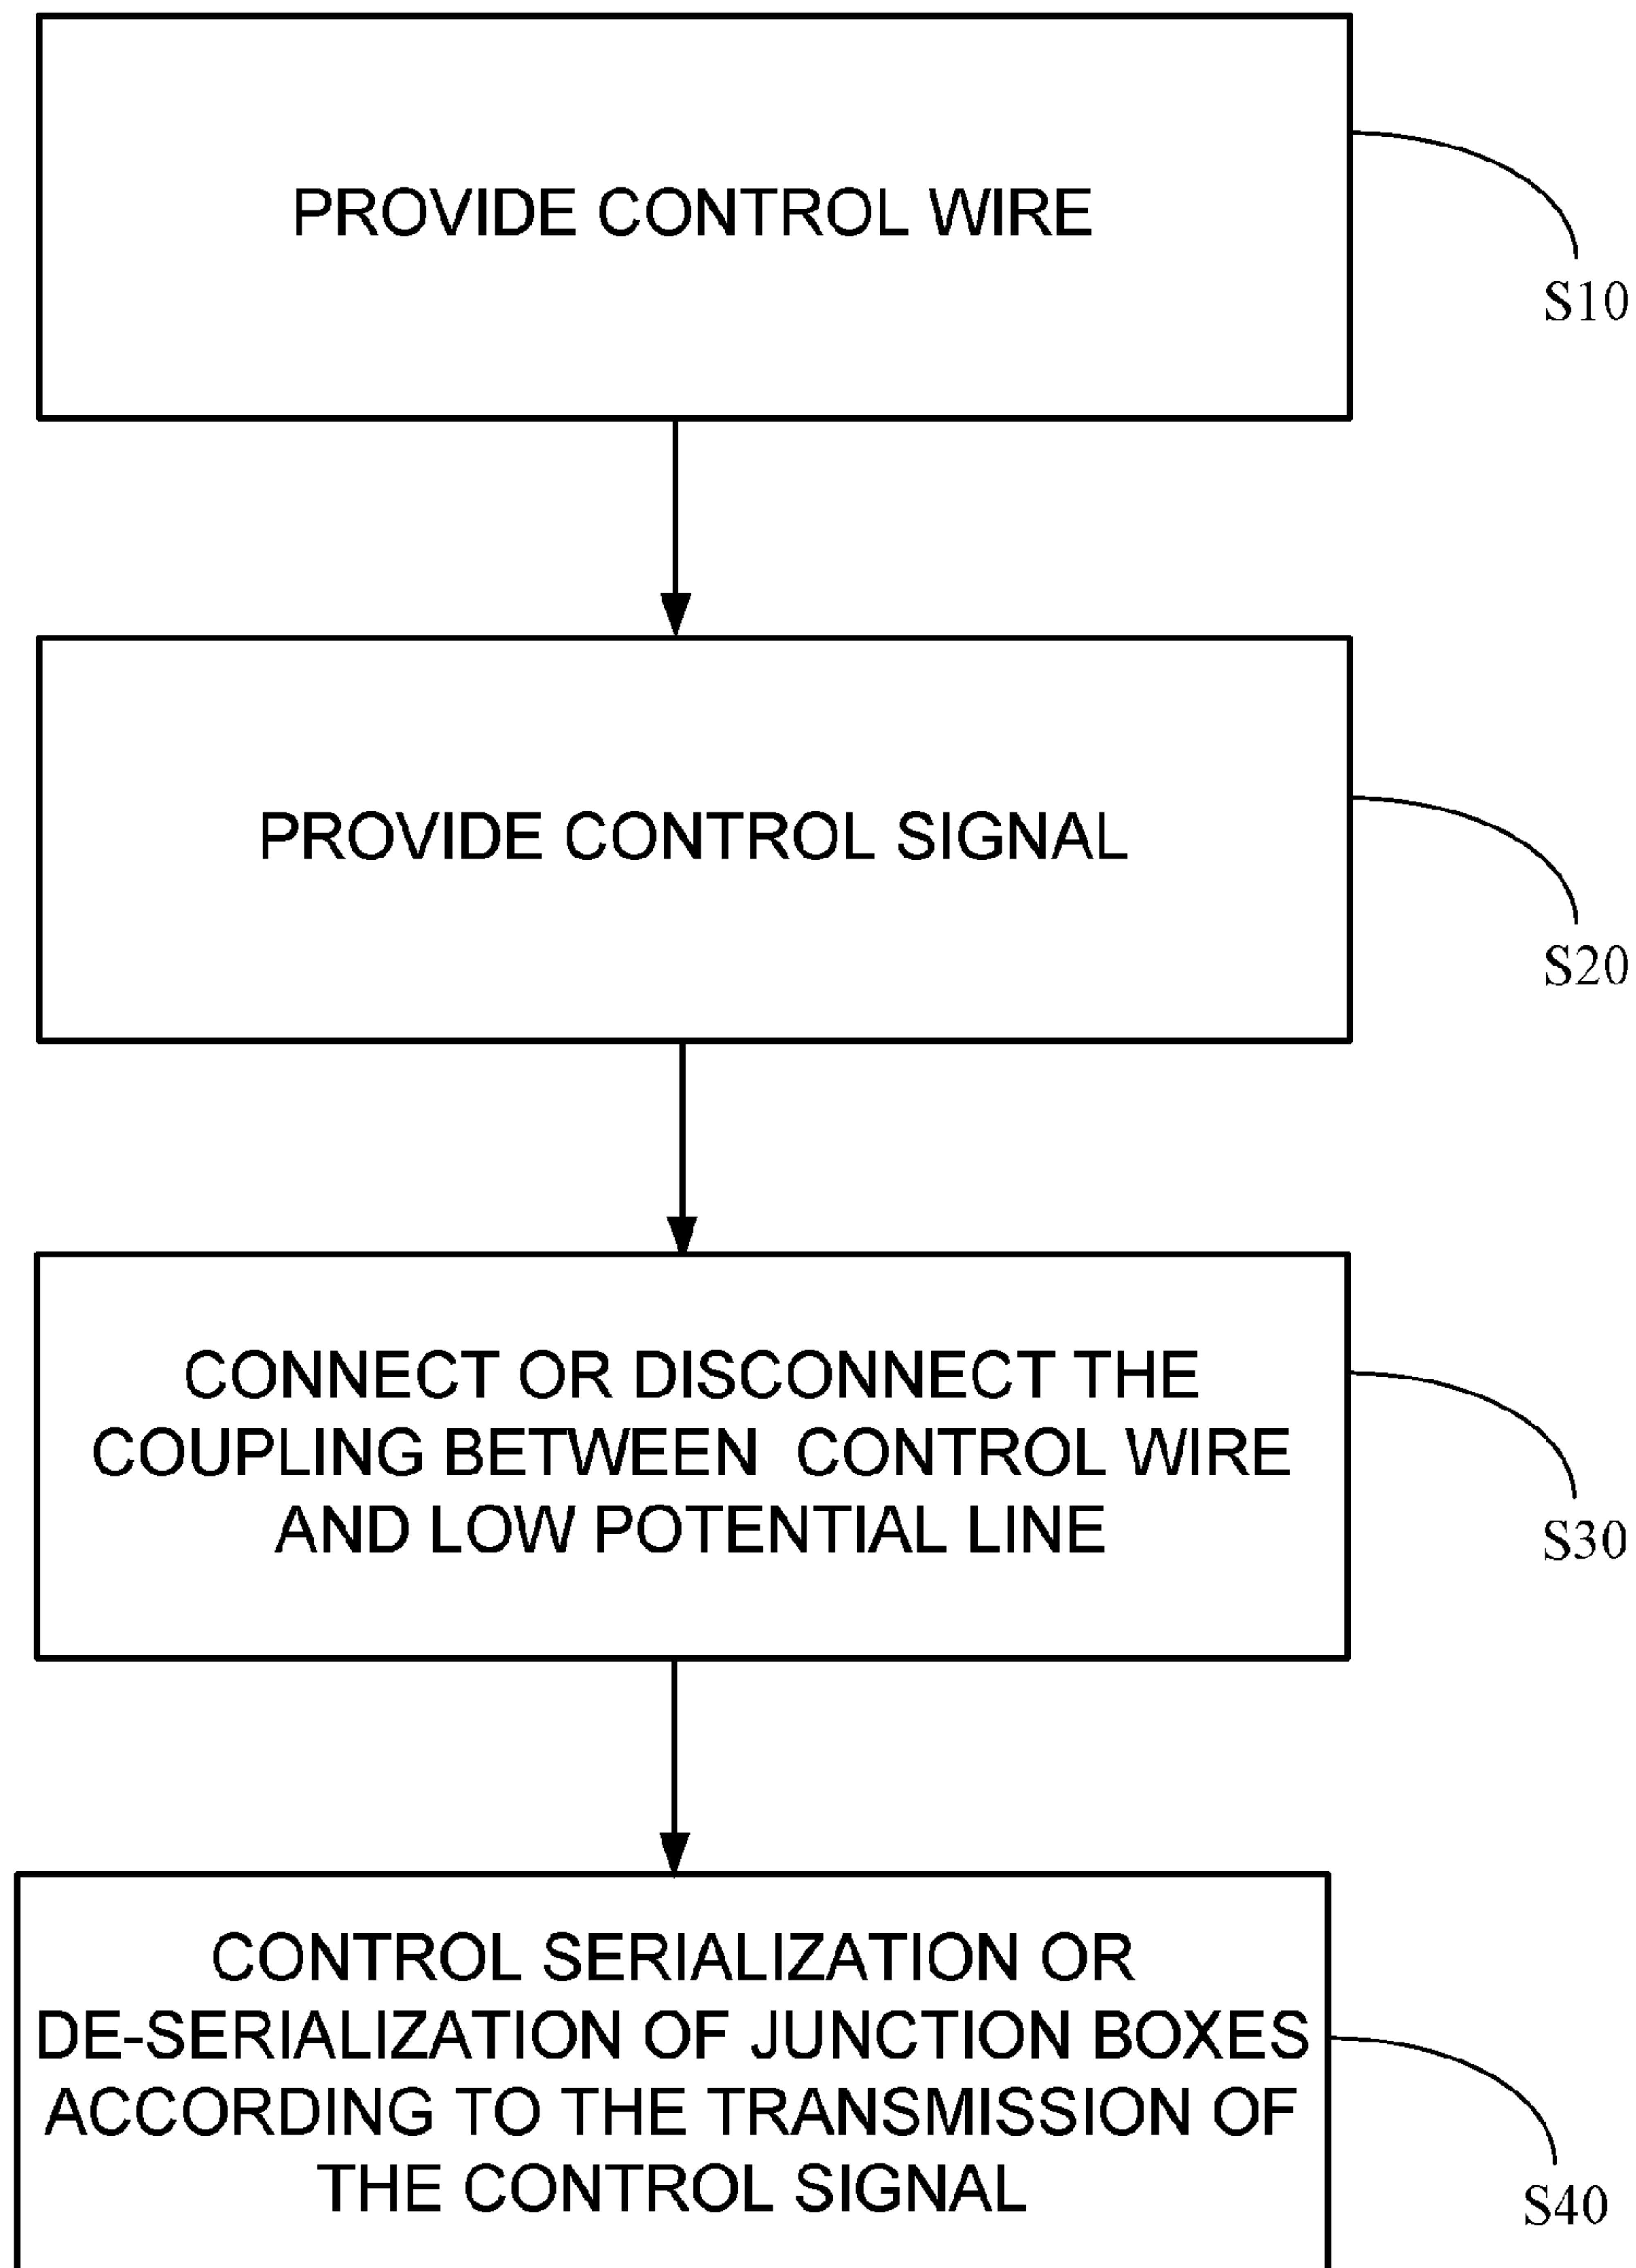 PROVIDE CONTROL WIRE
S10
PROVIDE CONTROL SIGNAL
S20
CONNECT OR DISCONNECT THE
COUPLING BETWEEN CONTROL WIRE
AND LOW POTENTIAL LINE
S30
CONTROL SERIALIZATION OR
DE-SERIALIZATION OF JUNCTION BOXES
ACCORDING TO THE TRANSMISSION OF
THE CONTROL SIGNAL
S40